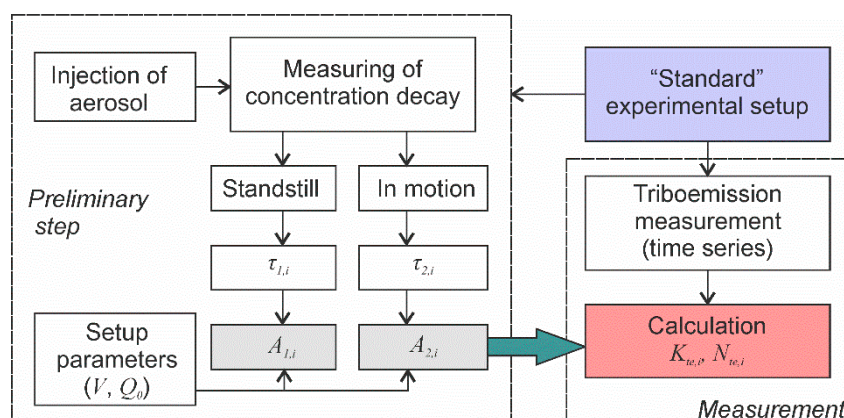 Injection of
aerosol
Measuring of
concentration decay
“Standard”
experimental setup
Preliminary
step
Standstill
In motion
Triboemission
measurement
(time series)
τ1,i
τ2,i
Setup
parameters
(V, Q0)
A1,i
A2,i
Calculation
Kte,i, Nte,i
Measurement